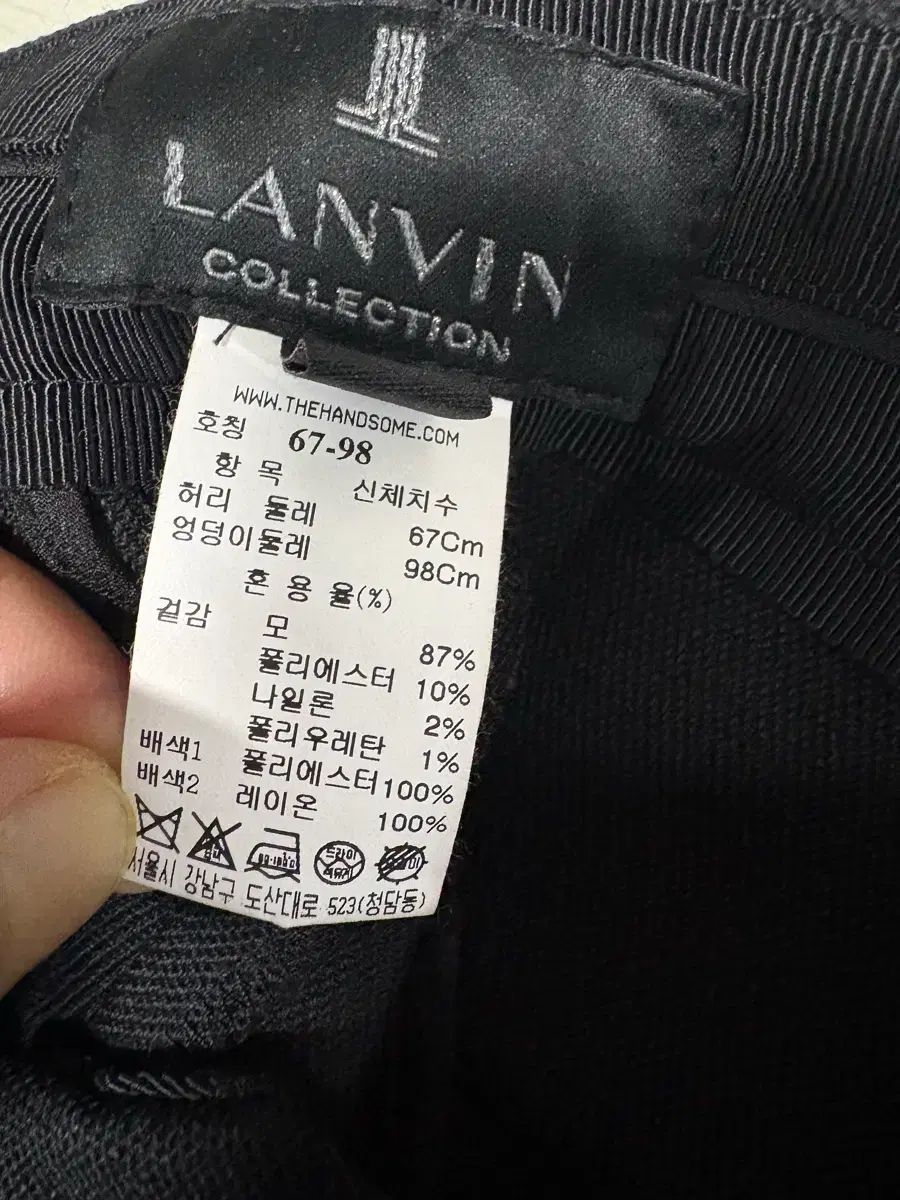 LANVIN
COLLECTION
WWW.THEHANDSOME.COM
호칭 67-98
항 목 신체치수
허리 둘레 67Cm
엉덩이둘레 98Cm
혼 용 율(%)
겉감 모 87%
폴리에스터 10%
나일론 2%
폴리우레탄 1%
배색1 폴리에스터 100%
배색2 레이온 100%
드라이
서울시 강남구 도산대로 523(청담동)